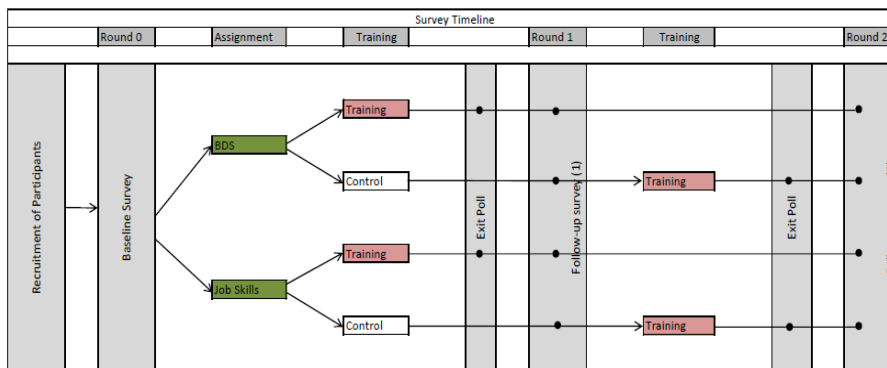 Survey Timeline
Round 0
Assignment
Training
Round 1
Training
Round 2
Recruitment of Participants
Baseline Survey
BDS
Job Skills
Training
Control
Training
Control
Exit Poll
Follow-up survey (1)
Training
Training
Exit Poll